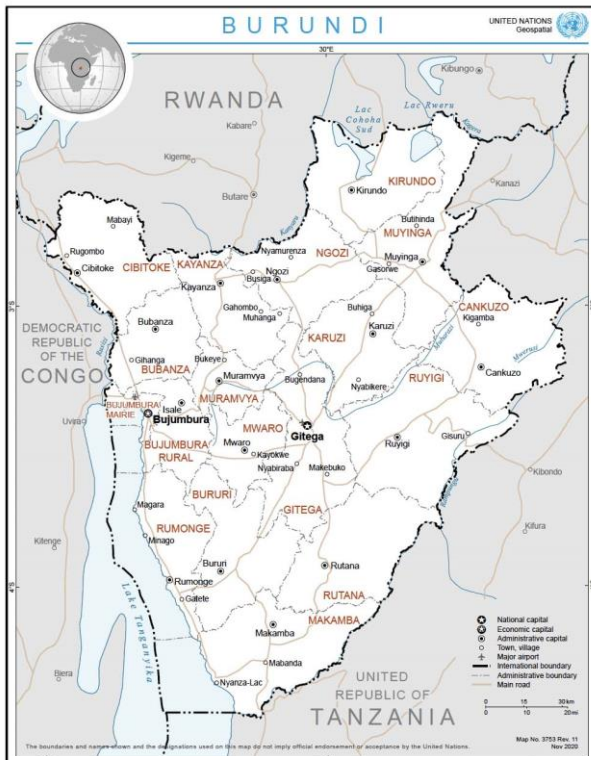 BURUNDI
UNITED NATIONS
Geospatial
30°E
Kibungo
RWANDA
Lac
Cohoha
Sud
Lac Rweru
Kagera
Kabare
Kigeme
Kanazi
Butare
KIRUNDO
Kirundo
Kanyaru
Mabayi
Butihinda
MUYINGA
Rugombo
Nyamurenza
NGOZI
Muyinga
Cibitoke
CIBITOKE
KAYANZA
Gasorwe
Busiga
Ngozi
Kayanza
3°S
CANKUZO
Gahombo
Muhanga
Buhiga
Kigamba
DEMOCRATIC
REPUBLIC
OF THE
CONGO
Bubanza
KARUZI
Karuzi
Gihanga
Bukeye
BUBANZA
RUYIGI
Cankuzo
Muramvya
Bugendana
Nyabikere
MURAMVYA
BUJUMBURA
MAIRIE
Isale
Bujumbura
Uvira
MWARO
Gitega
Gisuru
Ruyigi
BUJUMBURA
RURAL
Mwaro
Kayokwe
Nyabiraba
Makebuko
Kibondo
BURURI
GITEGA
Magara
RUMONGE
Kifura
Minago
Kitenge
Bururi
Rutana
4°S
Rumonge
Gatete
RUTANA
MAKAMBA
Lake Tanganyika
Makamba
National capital
Economic capital
Administrative capital
Town, village
Major airport
International boundary
Administrative boundary
Main road
Mabanda
Nyanza-Lac
UNITED
REPUBLIC OF
TANZANIA
0 15 30 km
0 10 20 mi
The boundaries and names shown and the designations used on this map do not imply official endorsement or acceptance by the United Nations.
Map No. 3753 Rev. 11
Nov 2020